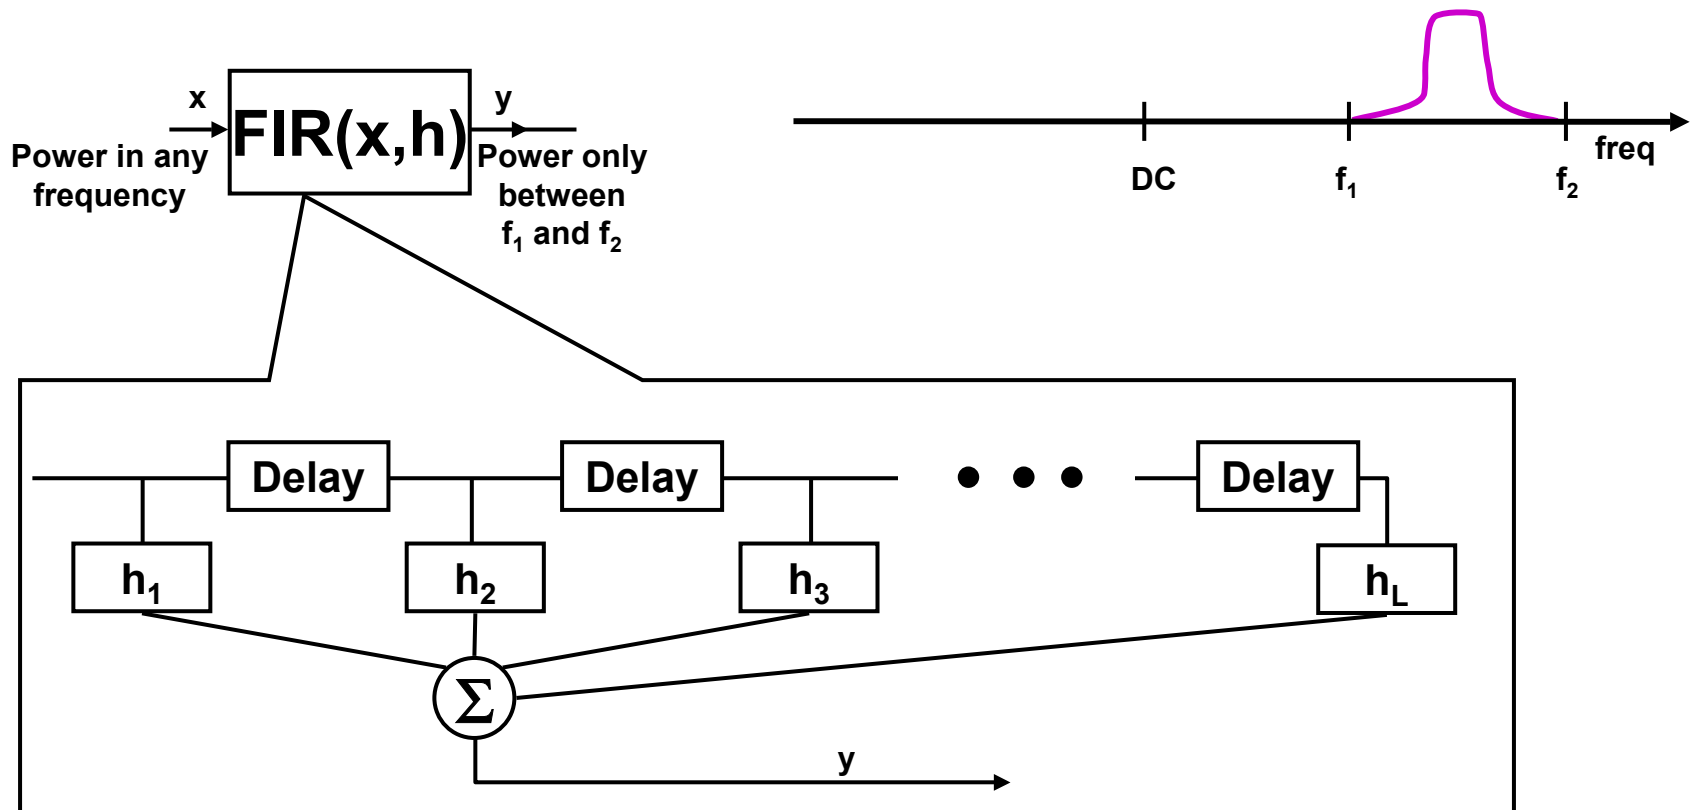 x
FIR(x,h)
y
Power in any
frequency
Power only
between
f₁ and f₂
DC
f₁
f₂
freq
Delay
Delay
Delay
h₁
h₂
h₃
h_L
Σ
y